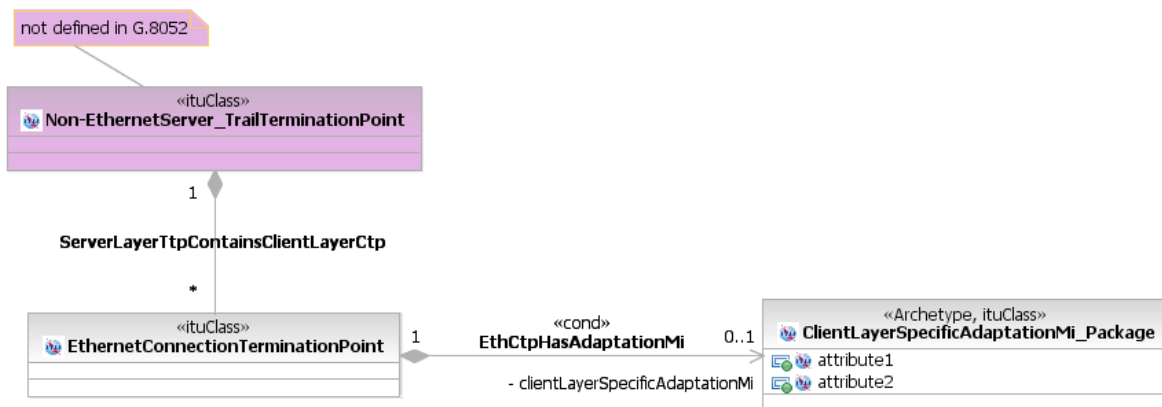 not defined in G.8052
«ituClass»
Non-EthernetServer_TrailTerminationPoint
1
ServerLayerTtpContainsClientLayerCtp
*
«ituClass»
EthernetConnectionTerminationPoint
1
«cond»
EthCtpHasAdaptationMi
0..1
- clientLayerSpecificAdaptationMi
«Archetype, ituClass»
ClientLayerSpecificAdaptationMi_Package
attribute1
attribute2